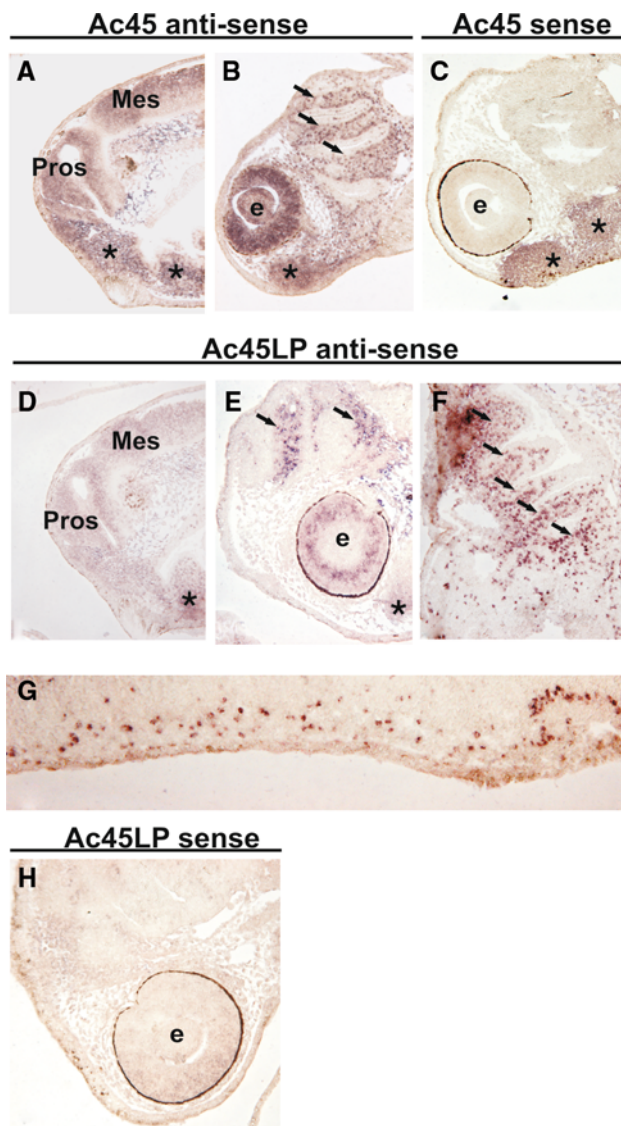 Ac45 anti-sense
Ac45 sense
A
Mes
Pros
*
*
B
e
*
C
e
*
*
Ac45LP anti-sense
D
Mes
Pros
*
E
e
*
F
G
Ac45LP sense
H
e